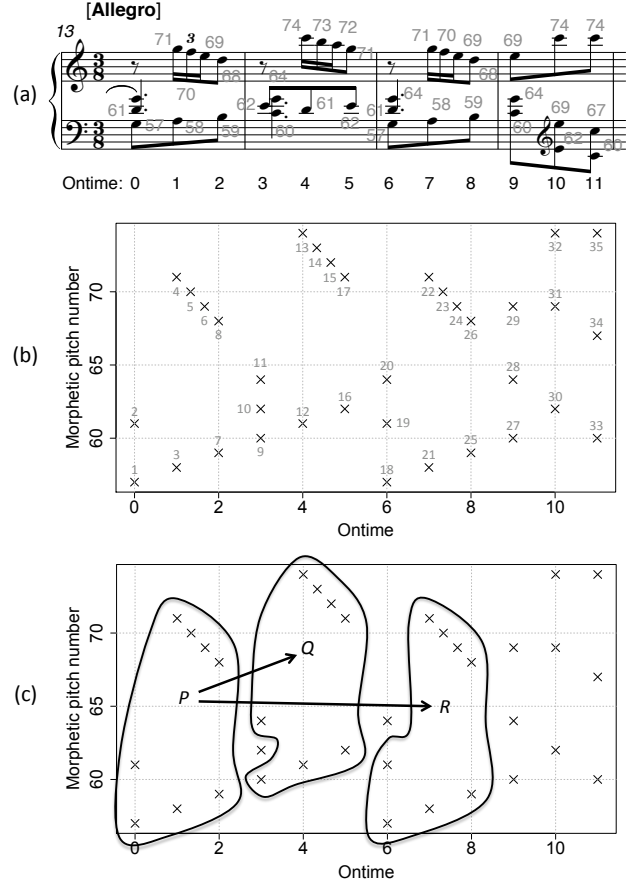 [Allegro]
13
71 3 69 74 73 72 71 71 70 69 69 74 74
68 68
(a)
70
61 62 64 61 61 64 59 64 69 67
57 58 59 60 62 57 58 60 62 60
Ontime: 0 1 2 3 4 5 6 7 8 9 10 11
(b)
Morphetic pitch number
70
65
60
13 14 15 17 32 35
4 5 6 8 22 23 24 26 29 31
34
11 20 28
2 10 12 16 19 30
1 3 7 9 18 21 25 27 33
0 2 4 6 8 10
Ontime
(c)
Morphetic pitch number
70
65
60
P Q R
0 2 4 6 8 10
Ontime